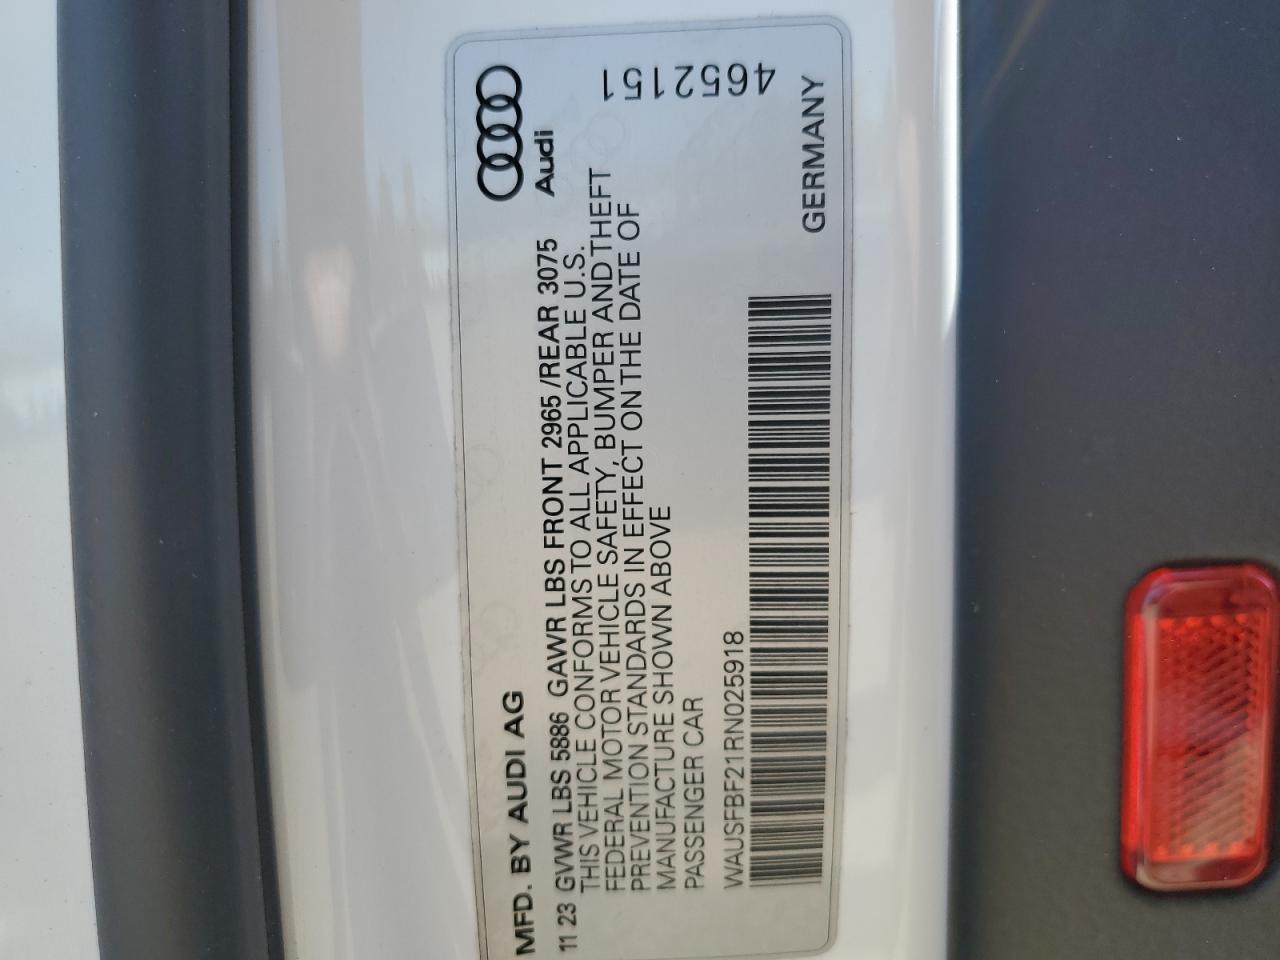 MFD. BY AUDI AG
Audi
11 23 GVWR LBS 5886 GAWR LBS FRONT 2965 /REAR 3075
THIS VEHICLE CONFORMS TO ALL APPLICABLE U.S.
FEDERAL MOTOR VEHICLE SAFETY, BUMPER AND THEFT
PREVENTION STANDARDS IN EFFECT ON THE DATE OF
MANUFACTURE SHOWN ABOVE
PASSENGER CAR
4652151
WAUSFBF21RN025918
GERMANY